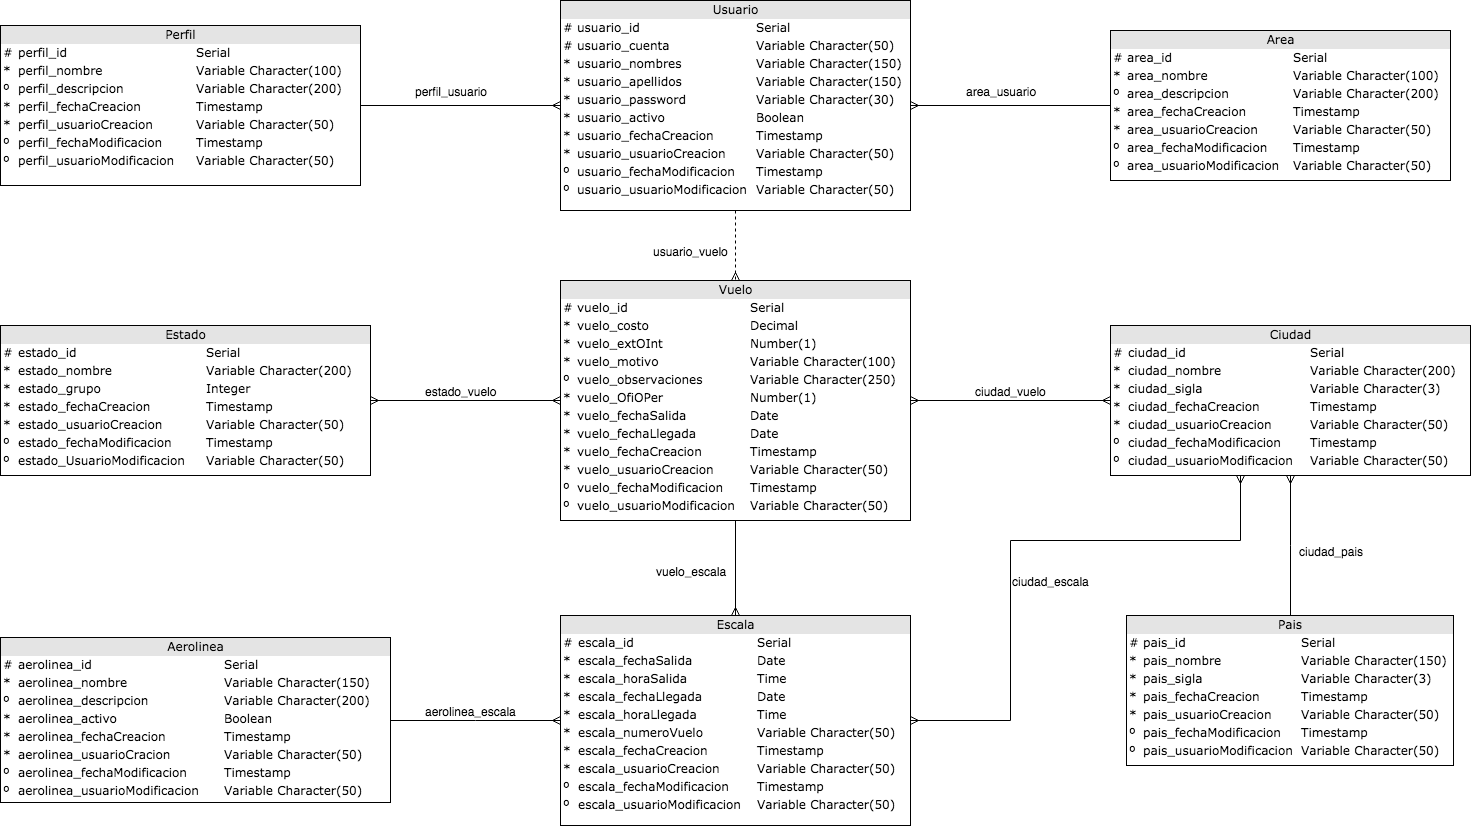 Perfil
# perfil_id Serial
* perfil_nombre Variable Character(100)
o perfil_descripcion Variable Character(200)
* perfil_fechaCreacion Timestamp
* perfil_usuarioCreacion Variable Character(50)
o perfil_fechaModificacion Timestamp
o perfil_usuarioModificacion Variable Character(50)
perfil_usuario
Usuario
# usuario_id Serial
# usuario_cuenta Variable Character(50)
* usuario_nombres Variable Character(150)
* usuario_apellidos Variable Character(150)
* usuario_password Variable Character(30)
* usuario_activo Boolean
* usuario_fechaCreacion Timestamp
* usuario_usuarioCreacion Variable Character(50)
o usuario_fechaModificacion Timestamp
o usuario_usuarioModificacion Variable Character(50)
area_usuario
Area
# area_id Serial
* area_nombre Variable Character(100)
o area_descripcion Variable Character(200)
* area_fechaCreacion Timestamp
* area_usuarioCreacion Variable Character(50)
o area_fechaModificacion Timestamp
o area_usuarioModificacion Variable Character(50)
usuario_vuelo
Estado
# estado_id Serial
* estado_nombre Variable Character(200)
* estado_grupo Integer
* estado_fechaCreacion Timestamp
* estado_usuarioCreacion Variable Character(50)
o estado_fechaModificacion Timestamp
o estado_UsuarioModificacion Variable Character(50)
estado_vuelo
Vuelo
# vuelo_id Serial
* vuelo_costo Decimal
* vuelo_extOInt Number(1)
* vuelo_motivo Variable Character(100)
o vuelo_observaciones Variable Character(250)
* vuelo_OfiOPer Number(1)
* vuelo_fechaSalida Date
* vuelo_fechaLlegada Date
* vuelo_fechaCreacion Timestamp
* vuelo_usuarioCreacion Variable Character(50)
o vuelo_fechaModificacion Timestamp
o vuelo_usuarioModificacion Variable Character(50)
ciudad_vuelo
Ciudad
# ciudad_id Serial
* ciudad_nombre Variable Character(200)
* ciudad_sigla Variable Character(3)
* ciudad_fechaCreacion Timestamp
* ciudad_usuarioCreacion Variable Character(50)
o ciudad_fechaModificacion Timestamp
o ciudad_usuarioModificacion Variable Character(50)
vuelo_escala
ciudad_escala
ciudad_pais
Aerolinea
# aerolinea_id Serial
* aerolinea_nombre Variable Character(150)
o aerolinea_descripcion Variable Character(200)
* aerolinea_activo Boolean
* aerolinea_fechaCreacion Timestamp
* aerolinea_usuarioCracion Variable Character(50)
o aerolinea_fechaModificacion Timestamp
o aerolinea_usuarioModificacion Variable Character(50)
aerolinea_escala
Escala
# escala_id Serial
* escala_fechaSalida Date
* escala_horaSalida Time
* escala_fechaLlegada Date
* escala_horaLlegada Time
* escala_numeroVuelo Variable Character(50)
* escala_fechaCreacion Timestamp
* escala_usuarioCreacion Variable Character(50)
o escala_fechaModificacion Timestamp
o escala_usuarioModificacion Variable Character(50)
Pais
# pais_id Serial
* pais_nombre Variable Character(150)
* pais_sigla Variable Character(3)
* pais_fechaCreacion Timestamp
* pais_usuarioCreacion Variable Character(50)
o pais_fechaModificacion Timestamp
o pais_usuarioModificacion Variable Character(50)